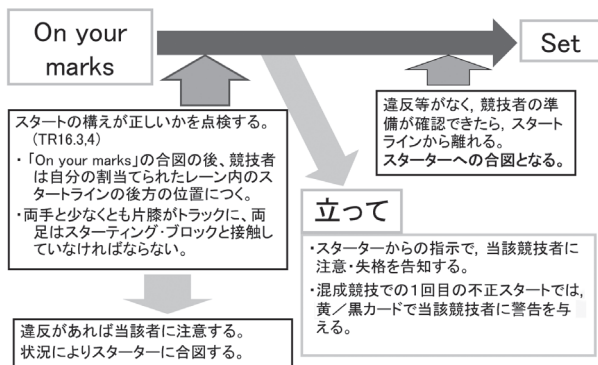 On your
marks
Set
スタートの構えが正しいかを点検する。
(TR16.3,4)
・「On your marks」の合図の後, 競技者
は自分の割当てられたレーン内のス
タートラインの後方の位置につく。
・両手と少なくとも片膝がトラックに、両
足はスターティング・ブロックと接触し
ていなければならない。
違反等がなく, 競技者の準
備が確認できたら, スタート
ラインから離れる。
スターターへの合図となる。
立って
・スターターからの指示で, 当該競技者に
注意・失格を告知する。
・混成競技での1回目の不正スタートでは,
黄/黒カードで当該競技者に警告を与
える。
違反があれば当該者に注意する。
状況によりスターターに合図する。